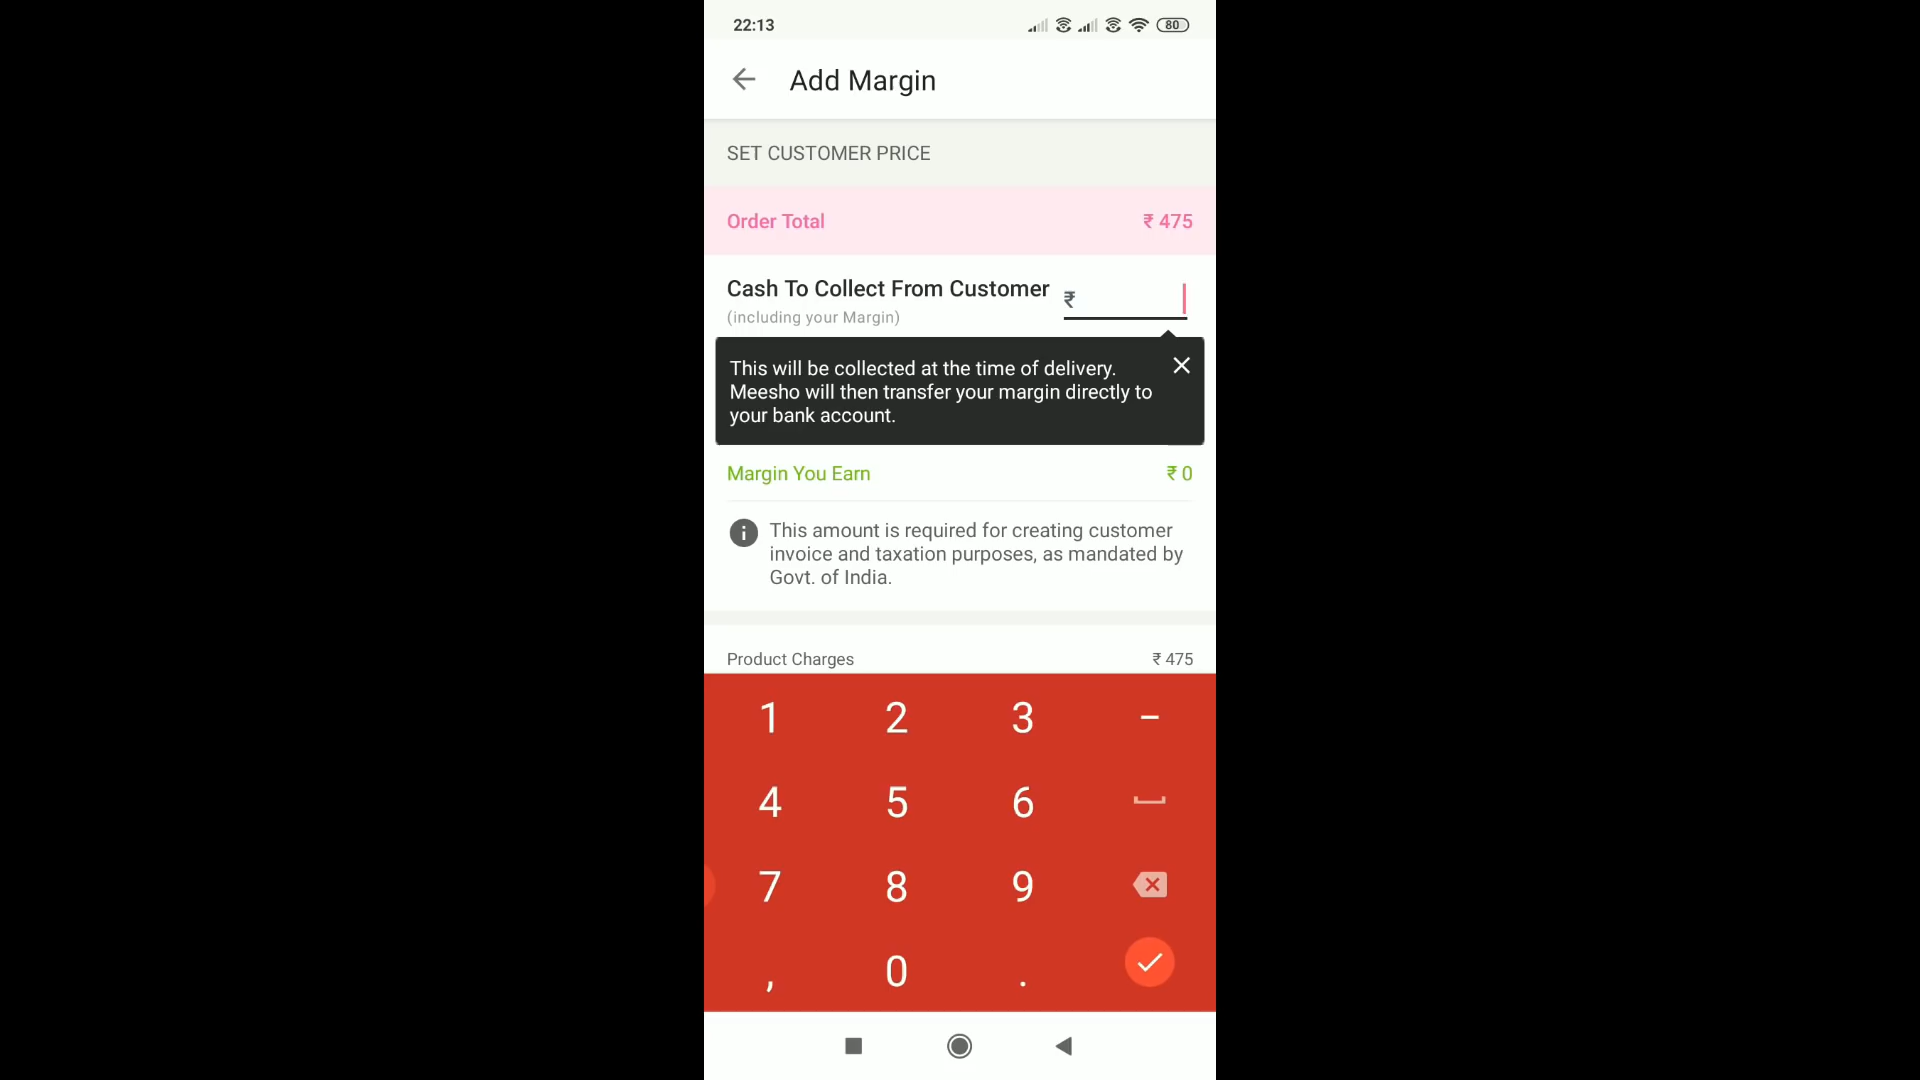 22:13
80
Add Margin
SET CUSTOMER PRICE
Order Total ₹ 475
Cash To Collect From Customer ₹
(including your Margin)
This will be collected at the time of delivery.
Meesho will then transfer your margin directly to
your bank account.
Margin You Earn ₹ 0
This amount is required for creating customer
invoice and taxation purposes, as mandated by
Govt. of India.
Product Charges ₹ 475
1 2 3 -
4 5 6
7 8 9
, 0 .